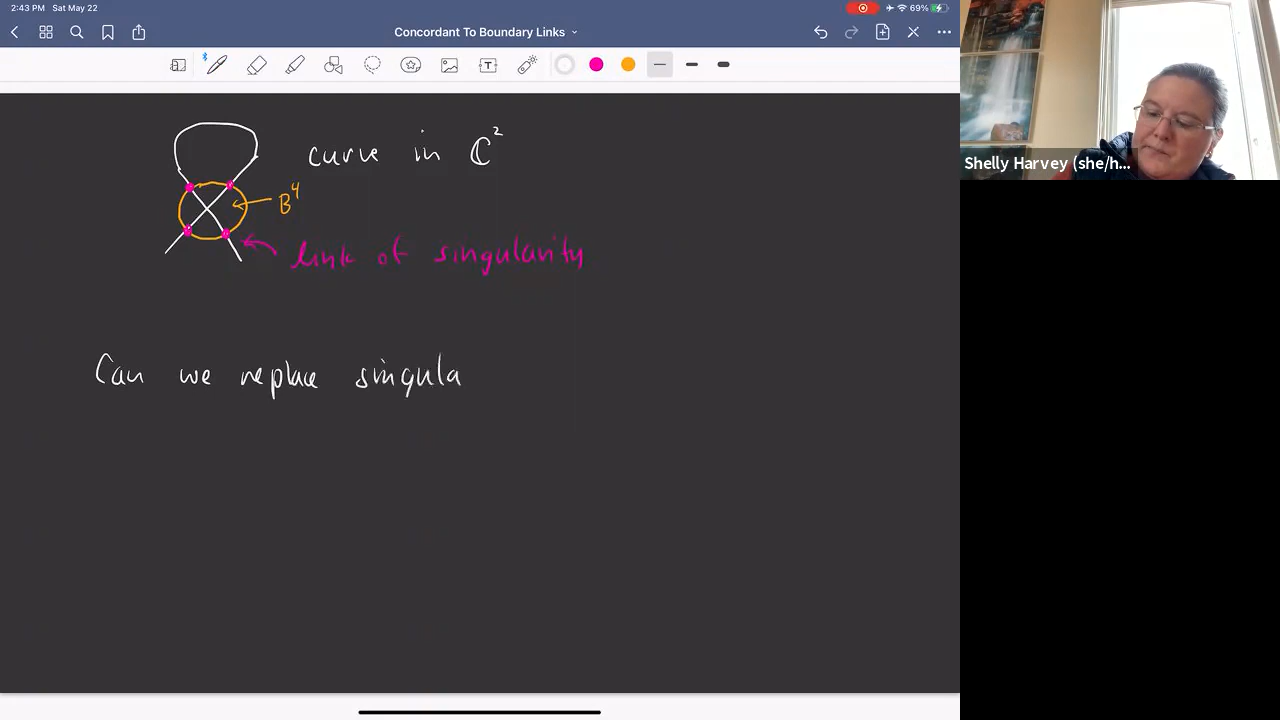 2:43 PM Sat May 22
69%
Concordant To Boundary Links
T
curve in ℂ²
B⁴
link of singularity
Can we replace singula
Shelly Harvey (she/h...